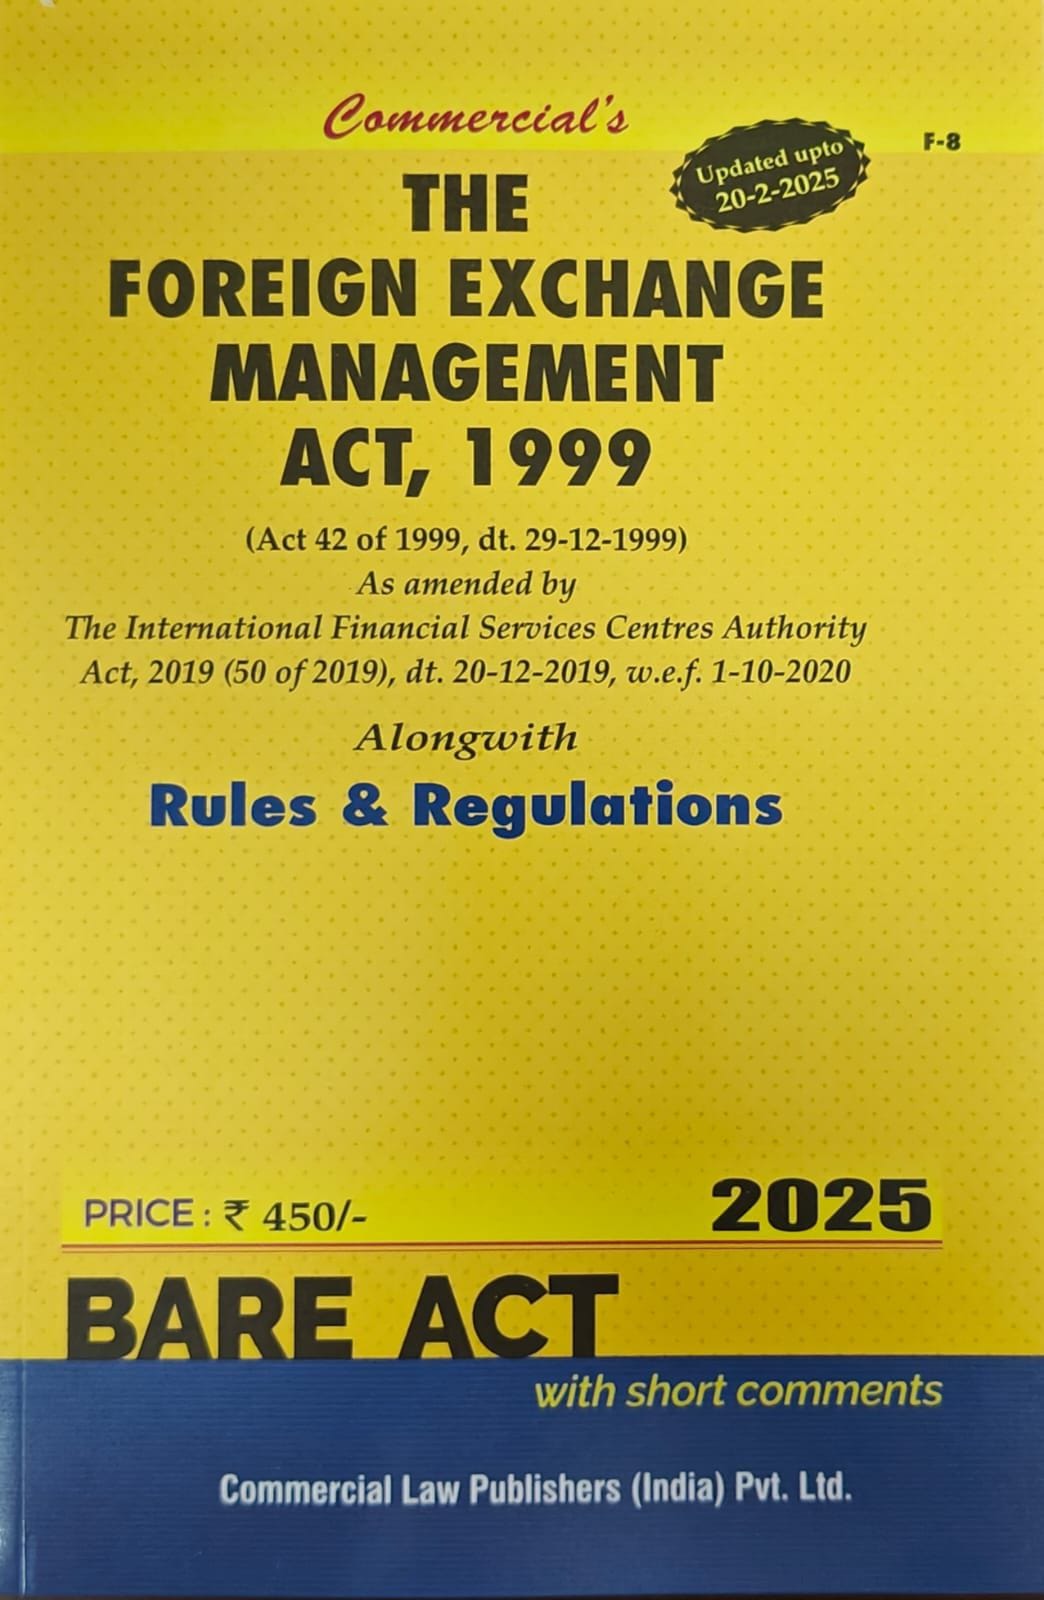 Commercial's
Updated upto
20-2-2025
F-8
THE
FOREIGN EXCHANGE
MANAGEMENT
ACT, 1999
(Act 42 of 1999, dt. 29-12-1999)
As amended by
The International Financial Services Centres Authority
Act, 2019 (50 of 2019), dt. 20-12-2019, w.e.f. 1-10-2020
Alongwith
Rules & Regulations
PRICE : ₹ 450/-
2025
BARE ACT
with short comments
Commercial Law Publishers (India) Pvt. Ltd.